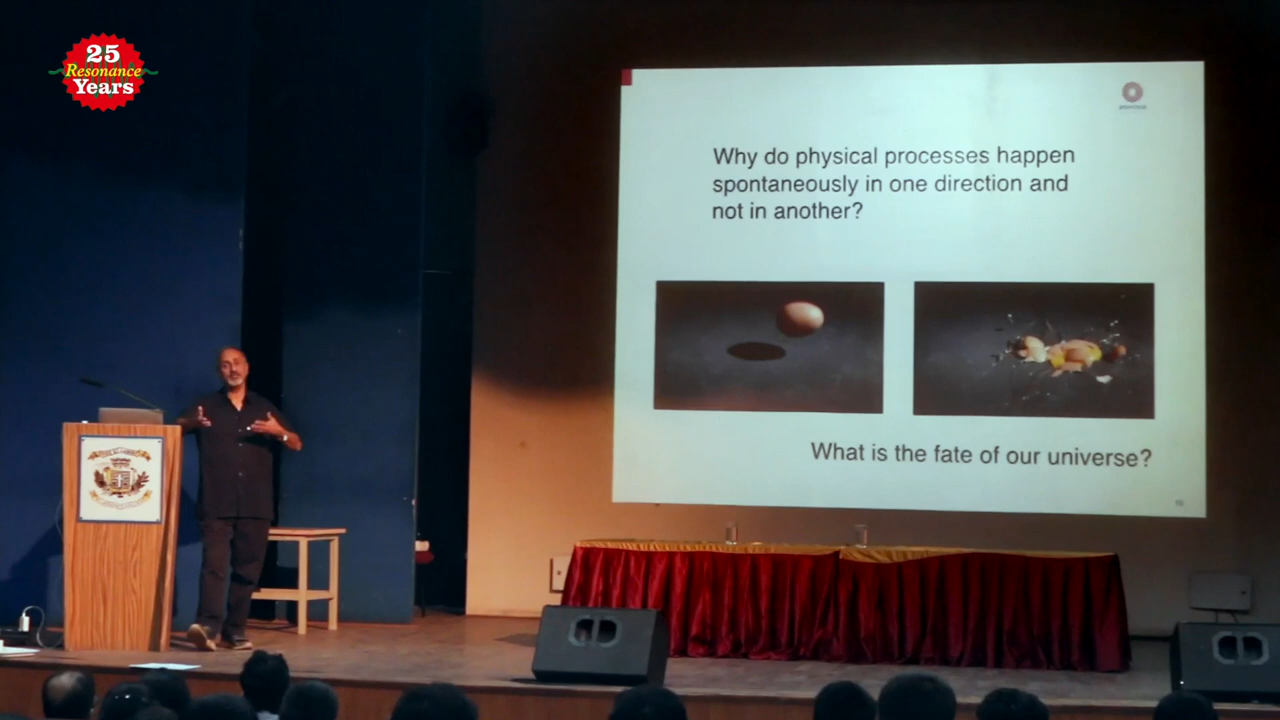 25
Resonance
Years
Why do physical processes happen
spontaneously in one direction and
not in another?
What is the fate of our universe?
10